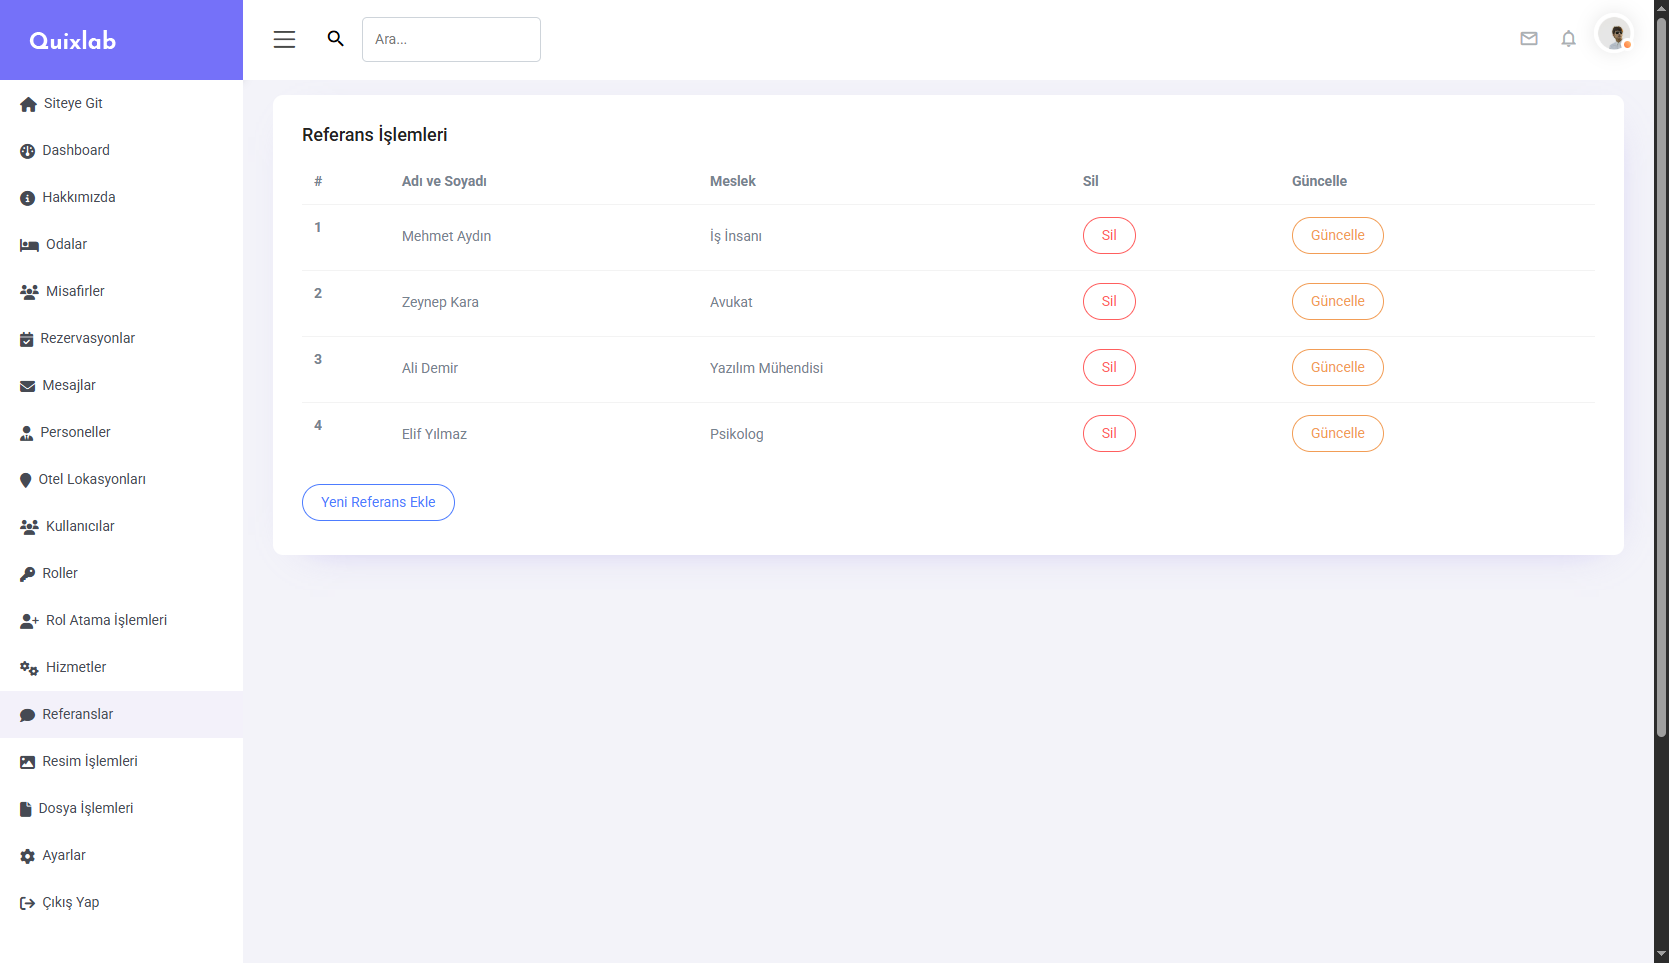 Quixlab
Ara...
Siteye Git
Dashboard
Hakkımızda
Odalar
Misafirler
Rezervasyonlar
Mesajlar
Personeller
Otel Lokasyonları
Kullanıcılar
Roller
Rol Atama İşlemleri
Hizmetler
Referanslar
Resim İşlemleri
Dosya İşlemleri
Ayarlar
Çıkış Yap
Referans İşlemleri
# Adı ve Soyadı Meslek Sil Güncelle
1 Mehmet Aydın İş İnsanı Sil Güncelle
2 Zeynep Kara Avukat Sil Güncelle
3 Ali Demir Yazılım Mühendisi Sil Güncelle
4 Elif Yılmaz Psikolog Sil Güncelle
Yeni Referans Ekle